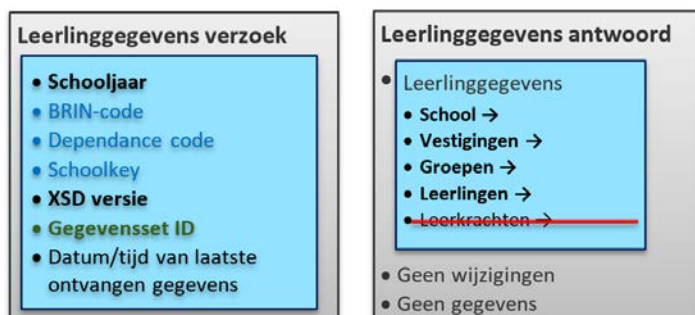 Leerlinggegevens verzoek
• Schooljaar
• BRIN-code
• Dependance code
• Schoolkey
• XSD versie
• Gegevensset ID
• Datum/tijd van laatste
ontvangen gegevens
Leerlinggegevens antwoord
• Leerlinggegevens
• School →
• Vestigingen →
• Groepen →
• Leerlingen →
• Leerkrachten →
• Geen wijzigingen
• Geen gegevens